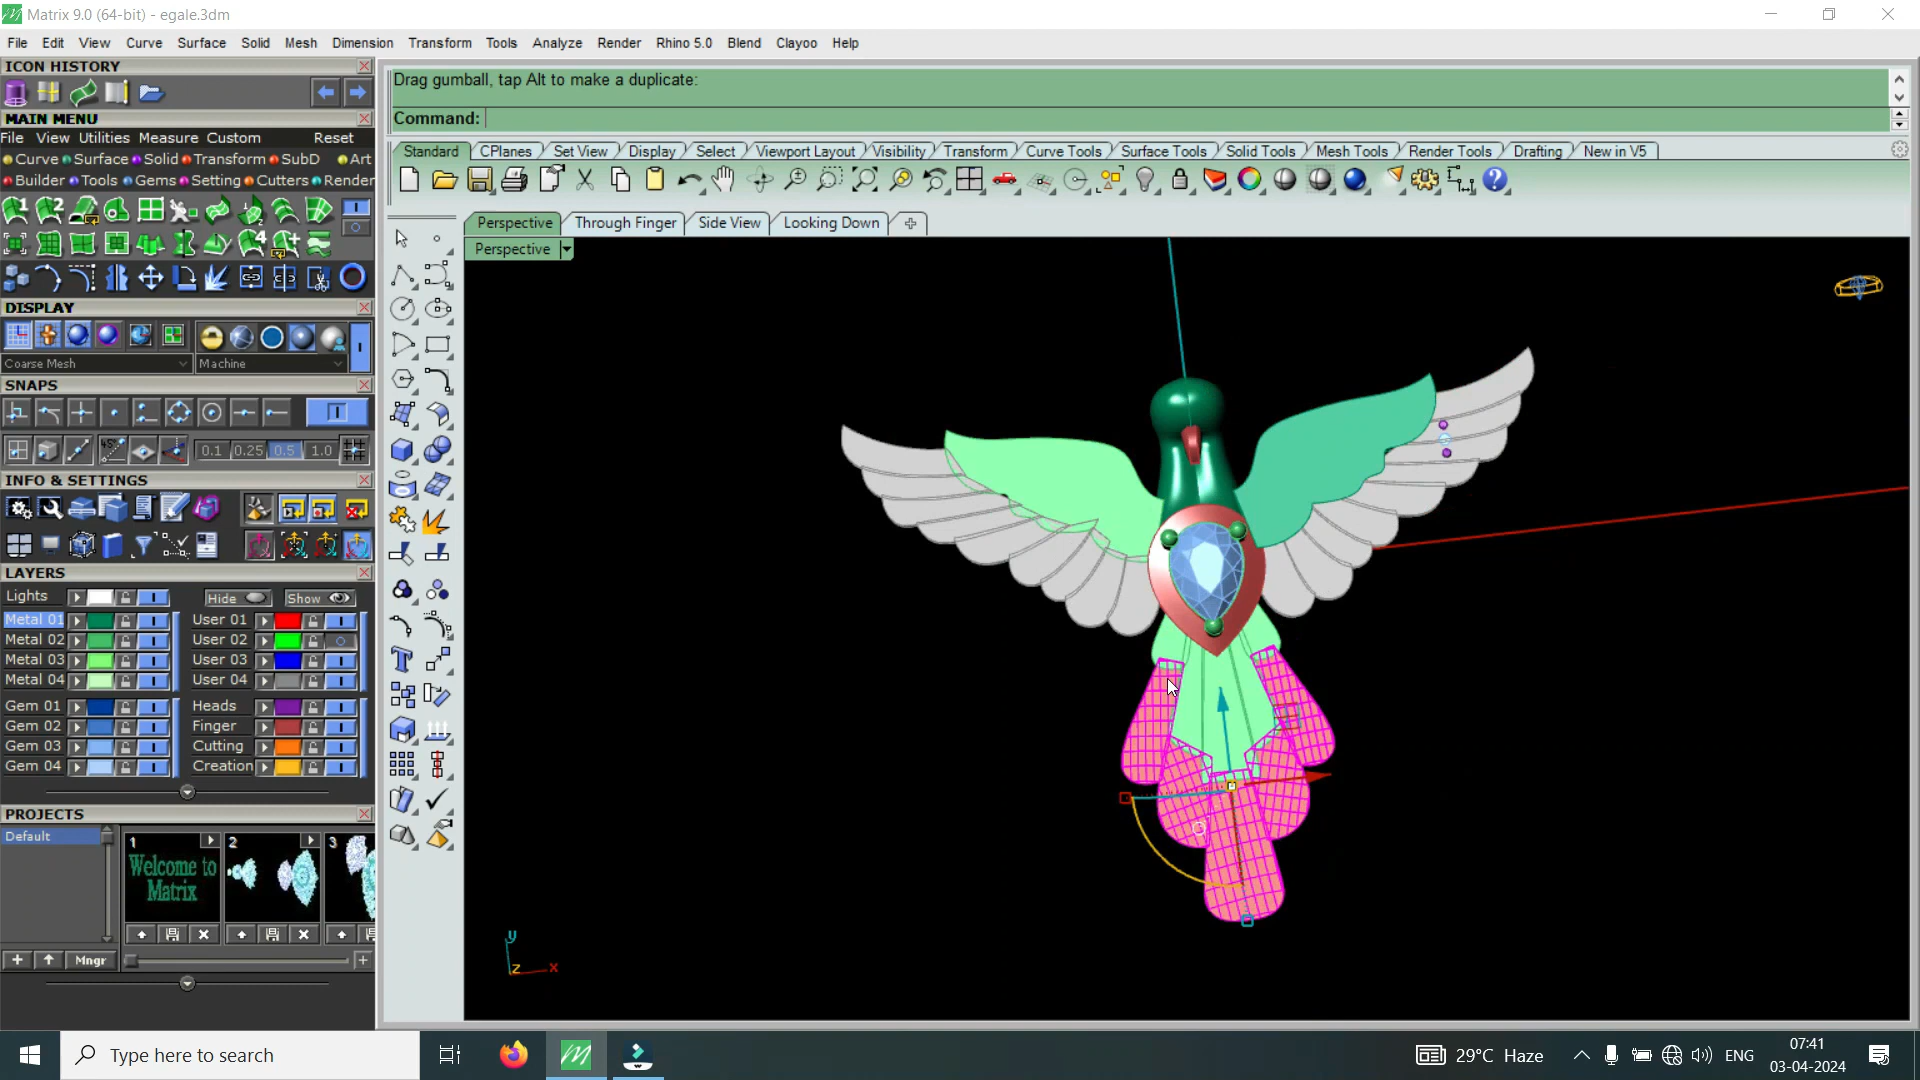 Matrix 9.0 (64-bit) - egale.3dm
File Edit View Curve Surface Solid Mesh Dimension Transform Tools Analyze Render Rhino 5.0 Blend Clayoo Help
ICON HISTORY
MAIN MENU
File View Utilities Measure Custom Reset
Curve Surface Solid Transform SubD Art
Builder Tools Gems Setting Cutters Render
DISPLAY
Coarse Mesh Machine
SNAPS
0.1 0.25 0.5 1.0
INFO & SETTINGS
LAYERS
Lights Hide Show
Metal 01 User 01
Metal 02 User 02
Metal 03 User 03
Metal 04 User 04
Gem 01 Heads
Gem 02 Finger
Gem 03 Cutting
Gem 04 Creation
PROJECTS
Default
1 2 3
Welcome to
Matrix
Mngr
Drag gumball, tap Alt to make a duplicate:
Command:
Standard CPlanes Set View Display Select Viewport Layout Visibility Transform Curve Tools Surface Tools Solid Tools Mesh Tools Render Tools Drafting New in V5
Perspective Through Finger Side View Looking Down
Perspective
y
z x
Type here to search
29°C Haze
ENG
07:41
03-04-2024